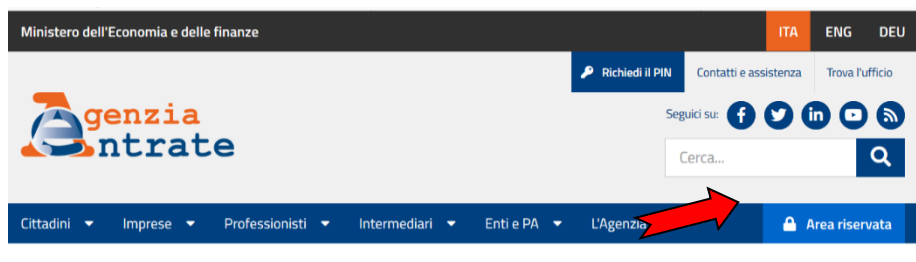 Ministero dell'Economia e delle finanze
ITA ENG DEU
Richiedi il PIN Contatti e assistenza Trova l'ufficio
Agenzia
Entrate
Seguici su:
Cerca...
Cittadini Imprese Professionisti Intermediari Enti e PA L'Agenzia Area riservata